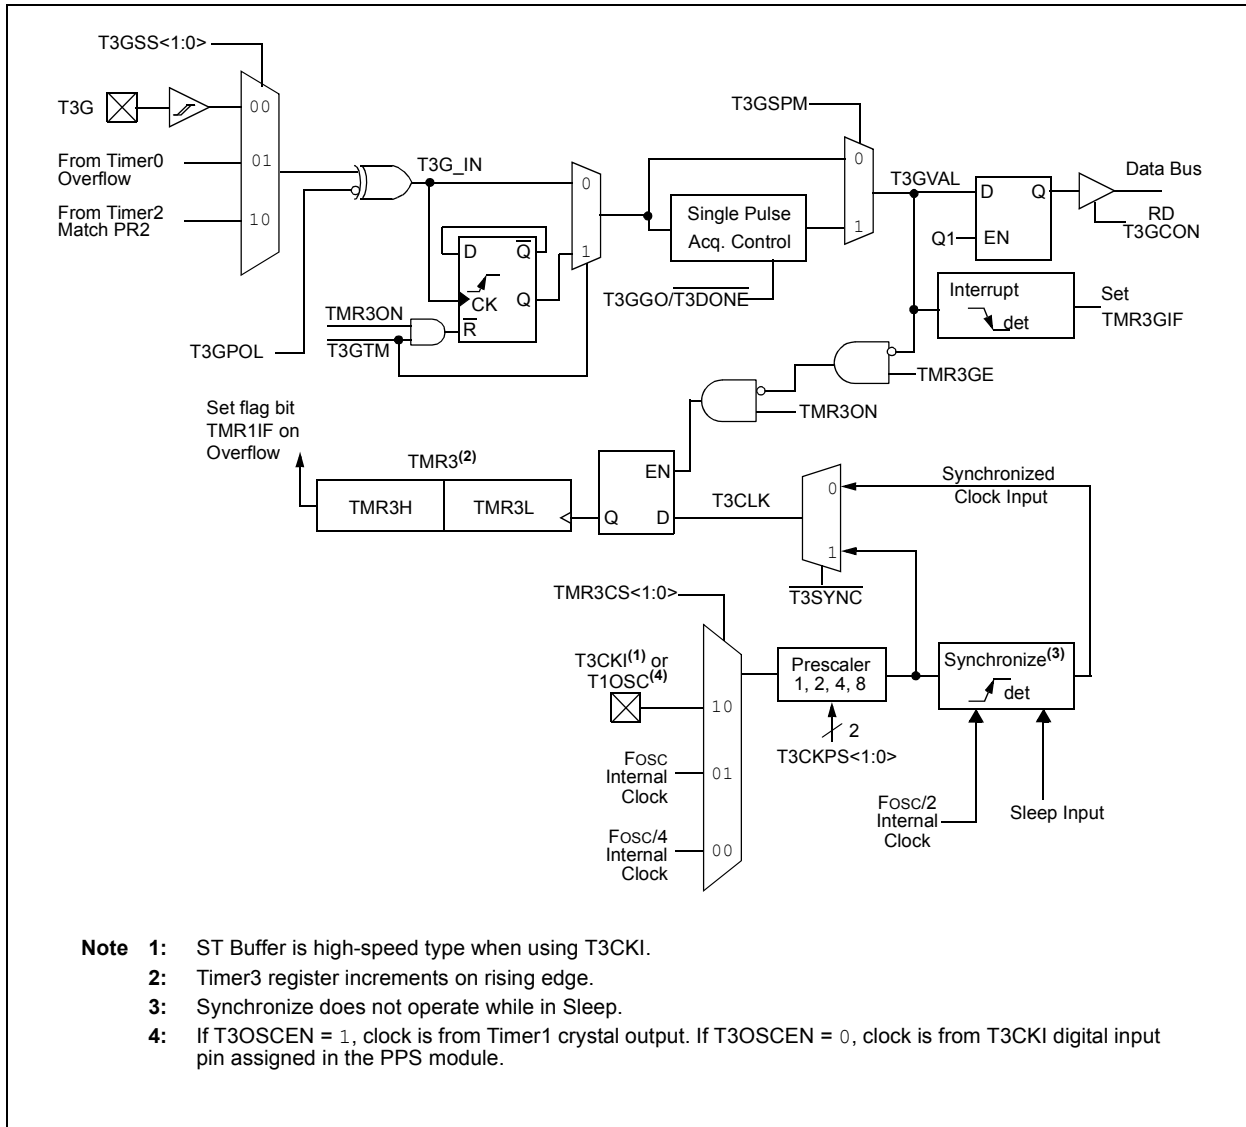 T3GSS<1:0>
T3G
00
From Timer0
Overflow
01
From Timer2
Match PR2
10
T3GPOL
T3G_IN
0
1
D
Q
CK
Q
R
TMR3ON
T3GTM
Single Pulse
Acq. Control
T3GGO/T3DONE
T3GSPM
0
1
T3GVAL
D
Q
Q1
EN
Data Bus
RD
T3GCON
Interrupt
det
Set
TMR3GIF
TMR3GE
TMR3ON
Set flag bit
TMR1IF on
Overflow
TMR3(2)
TMR3H
TMR3L
EN
Q
D
T3CLK
0
1
T3SYNC
Synchronized
Clock Input
TMR3CS<1:0>
T3CKI(1) or
T1OSC(4)
10
FOSC
Internal
Clock
01
FOSC/4
Internal
Clock
00
Prescaler
1, 2, 4, 8
2
T3CKPS<1:0>
Synchronize(3)
det
FOSC/2
Internal
Clock
Sleep Input
Note 1: ST Buffer is high-speed type when using T3CKI.
2: Timer3 register increments on rising edge.
3: Synchronize does not operate while in Sleep.
4: If T3OSCEN = 1, clock is from Timer1 crystal output. If T3OSCEN = 0, clock is from T3CKI digital input
pin assigned in the PPS module.